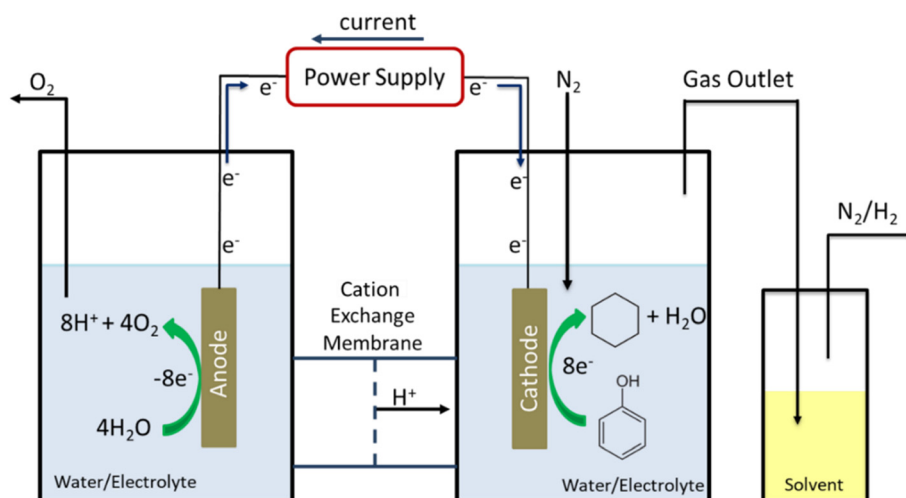 current
Power Supply
O₂
e⁻
e⁻
N₂
Gas Outlet
e⁻
e⁻
e⁻
e⁻
N₂/H₂
Cation
Exchange
Membrane
8H⁺ + 4O₂
-8e⁻
4H₂O
Anode
H⁺
Cathode
+ H₂O
8e⁻
OH
Water/Electrolyte
Water/Electrolyte
Solvent